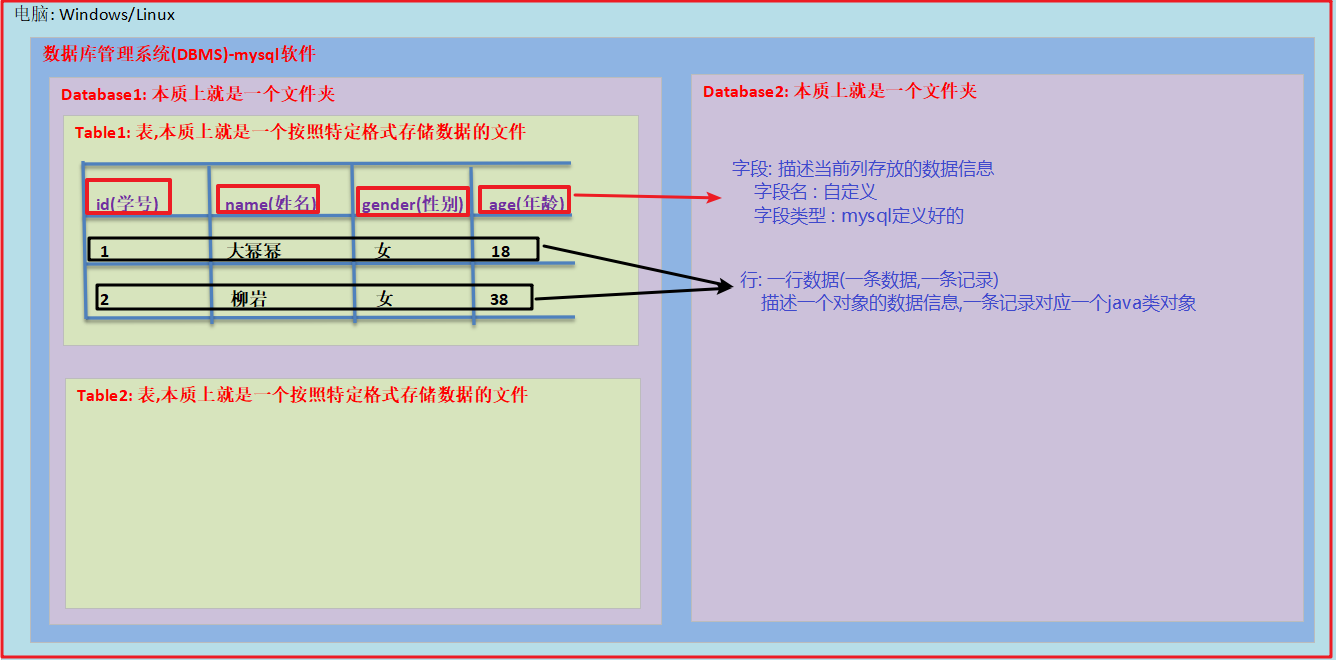 电脑: Windows/Linux
数据库管理系统(DBMS)-mysql软件
Database1: 本质上就是一个文件夹
Table1: 表,本质上就是一个按照特定格式存储数据的文件
id(学号) name(姓名) gender(性别) age(年龄)
1 大幂幂 女 18
2 柳岩 女 38
Table2: 表,本质上就是一个按照特定格式存储数据的文件
Database2: 本质上就是一个文件夹
字段: 描述当前列存放的数据信息
字段名 : 自定义
字段类型 : mysql定义好的
行: 一行数据(一条数据,一条记录)
描述一个对象的数据信息,一条记录对应一个java类对象